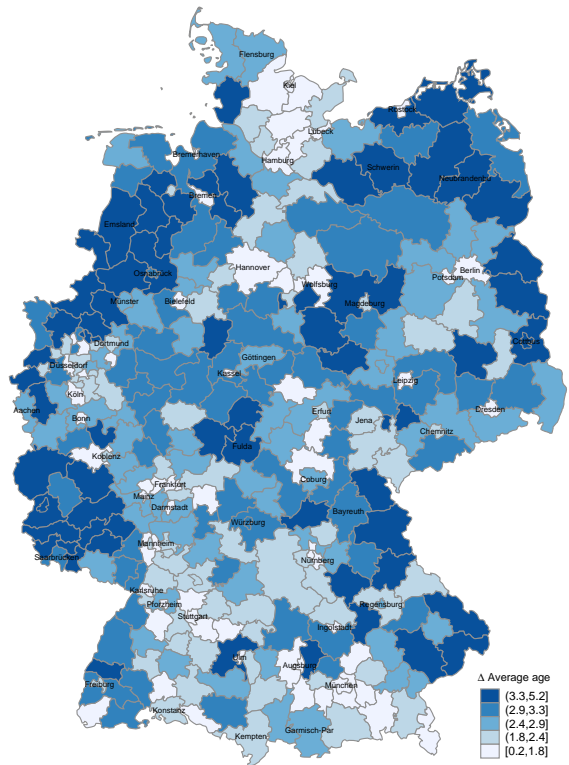 Flensburg
Kiel
Rostock
Lübeck
Bremerhaven
Hamburg
Schwerin
Neubrandenbu
Bremen
Emsland
Hannover
Berlin
Osnabrück
Potsdam
Wolfsburg
Münster
Bielefeld
Magdeburg
Dortmund
Cottbus
Göttingen
Düsseldorf
Kassel
Leipzig
Köln
Aachen
Erfurt
Dresden
Bonn
Jena
Chemnitz
Fulda
Koblenz
Coburg
Frankfurt
Mainz
Darmstadt
Bayreuth
Würzburg
Mannheim
Saarbrücken
Nürnberg
Karlsruhe
Pforzheim
Regensburg
Stuttgart
Ingolstadt
Ulm
Augsburg
Freiburg
München
Konstanz
Garmisch-Par
Kempten
Δ Average age
(3.3,5.2]
(2.9,3.3]
(2.4,2.9]
(1.8,2.4]
[0.2,1.8]